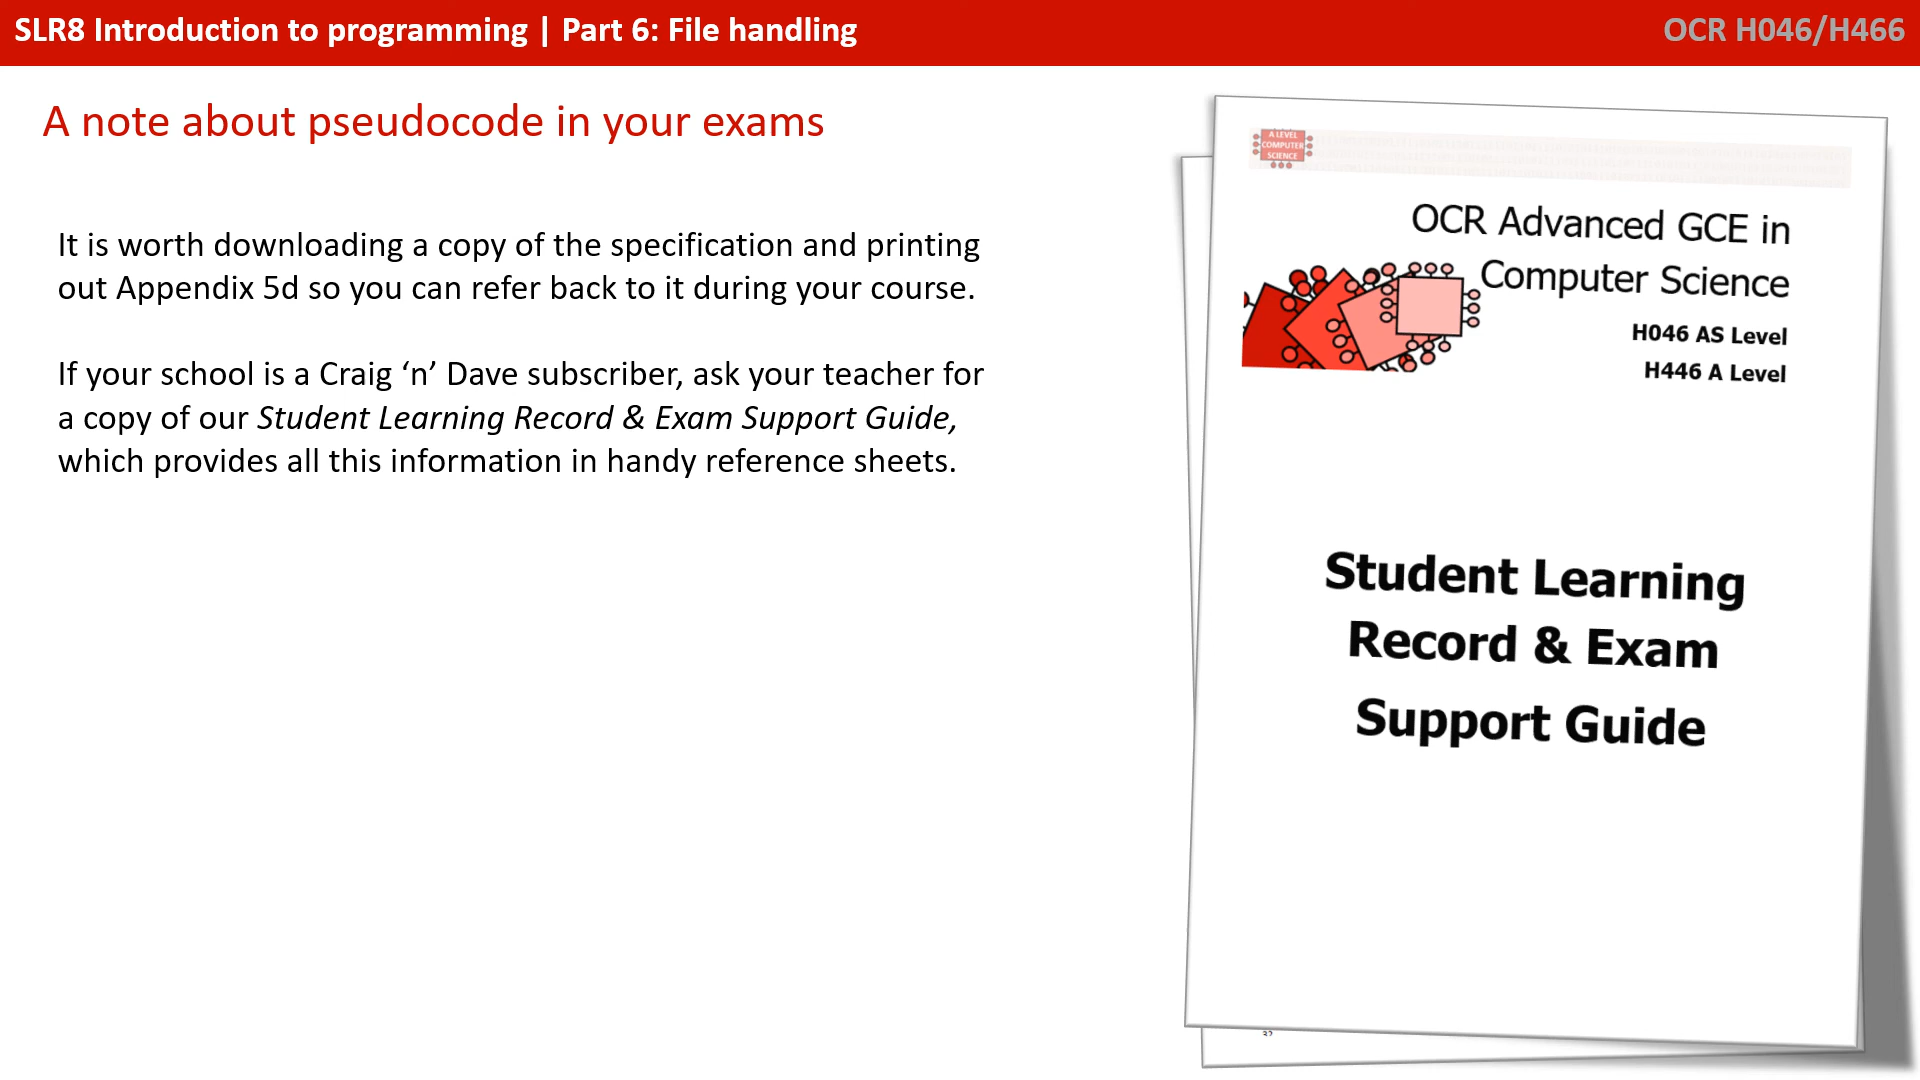 SLR8 Introduction to programming | Part 6: File handling
OCR H046/H466
A note about pseudocode in your exams
It is worth downloading a copy of the specification and printing
out Appendix 5d so you can refer back to it during your course.
If your school is a Craig ‘n’ Dave subscriber, ask your teacher for
a copy of our Student Learning Record & Exam Support Guide,
which provides all this information in handy reference sheets.
A LEVEL
COMPUTER
SCIENCE
OCR Advanced GCE in
Computer Science
H046 AS Level
H446 A Level
Student Learning
Record & Exam
Support Guide